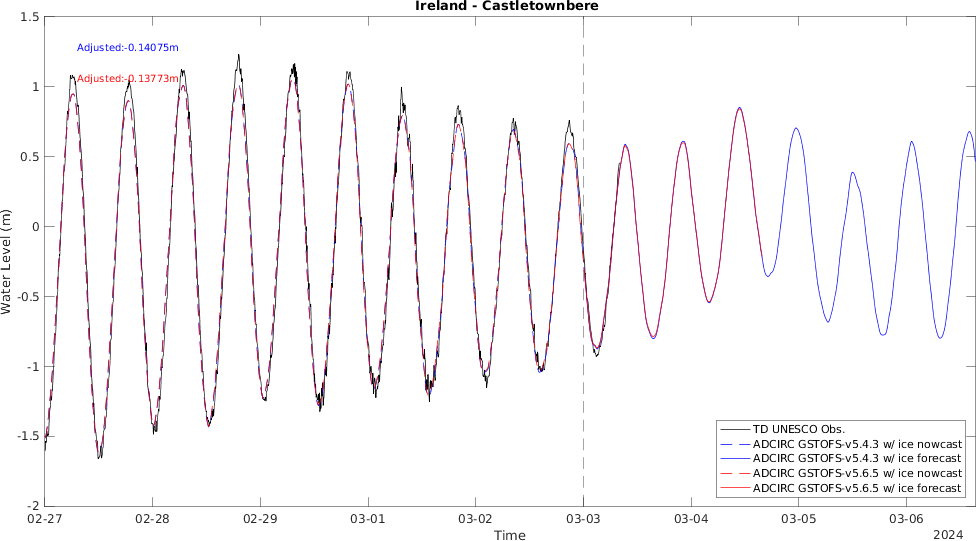 Ireland - Castletownbere
1.5
Adjusted:-0.14075m
Adjusted:-0.13773m
1
0.5
0
-0.5
-1
-1.5
-2
Water Level (m)
TD UNESCO Obs.
ADCIRC GSTOFS-v5.4.3 w/ ice nowcast
ADCIRC GSTOFS-v5.4.3 w/ ice forecast
ADCIRC GSTOFS-v5.6.5 w/ ice nowcast
ADCIRC GSTOFS-v5.6.5 w/ ice forecast
02-27 02-28 02-29 03-01 03-02 03-03 03-04 03-05 03-06
Time
2024